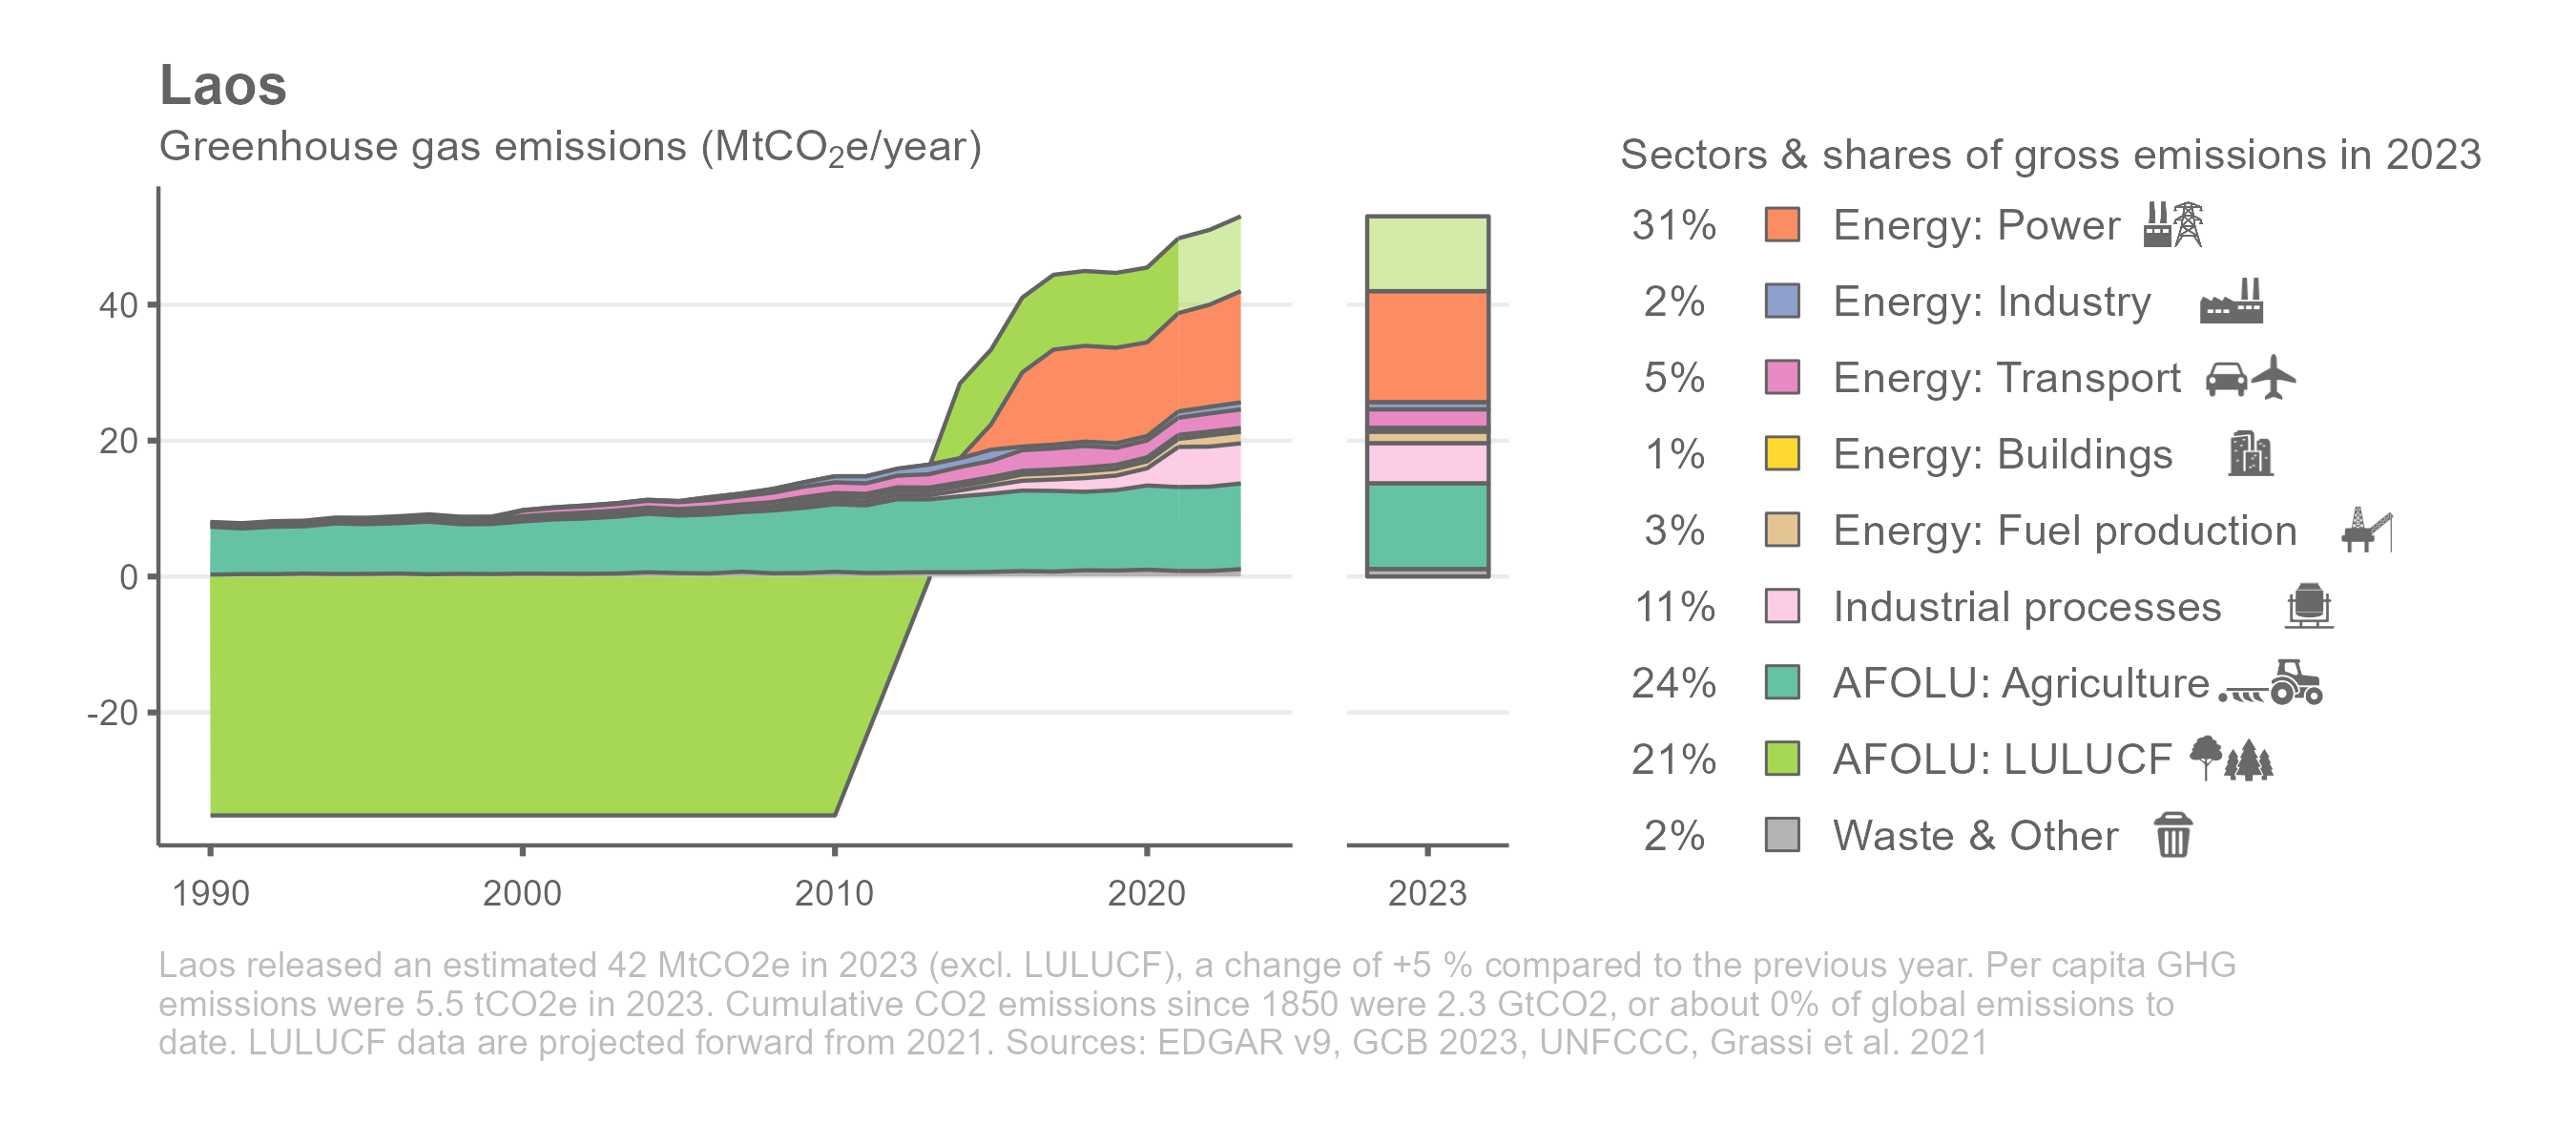 Laos
Greenhouse gas emissions (MtCO₂e/year)
Sectors & shares of gross emissions in 2023
40
20
0
-20
1990
2000
2010
2020
2023
31% Energy: Power
2% Energy: Industry
5% Energy: Transport
1% Energy: Buildings
3% Energy: Fuel production
11% Industrial processes
24% AFOLU: Agriculture
21% AFOLU: LULUCF
2% Waste & Other
Laos released an estimated 42 MtCO2e in 2023 (excl. LULUCF), a change of +5 % compared to the previous year. Per capita GHG
emissions were 5.5 tCO2e in 2023. Cumulative CO2 emissions since 1850 were 2.3 GtCO2, or about 0% of global emissions to
date. LULUCF data are projected forward from 2021. Sources: EDGAR v9, GCB 2023, UNFCCC, Grassi et al. 2021